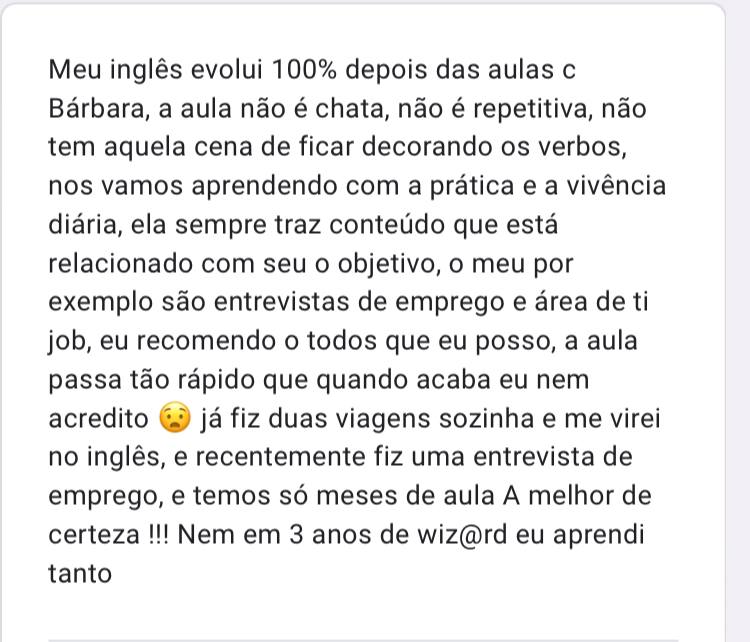 Meu inglês evolui 100% depois das aulas c
Bárbara, a aula não é chata, não é repetitiva, não
tem aquela cena de ficar decorando os verbos,
nos vamos aprendendo com a prática e a vivência
diária, ela sempre traz conteúdo que está
relacionado com seu o objetivo, o meu por
exemplo são entrevistas de emprego e área de ti
job, eu recomendo o todos que eu posso, a aula
passa tão rápido que quando acaba eu nem
acredito 😧 já fiz duas viagens sozinha e me virei
no inglês, e recentemente fiz uma entrevista de
emprego, e temos só meses de aula A melhor de
certeza !!! Nem em 3 anos de wiz@rd eu aprendi
tanto